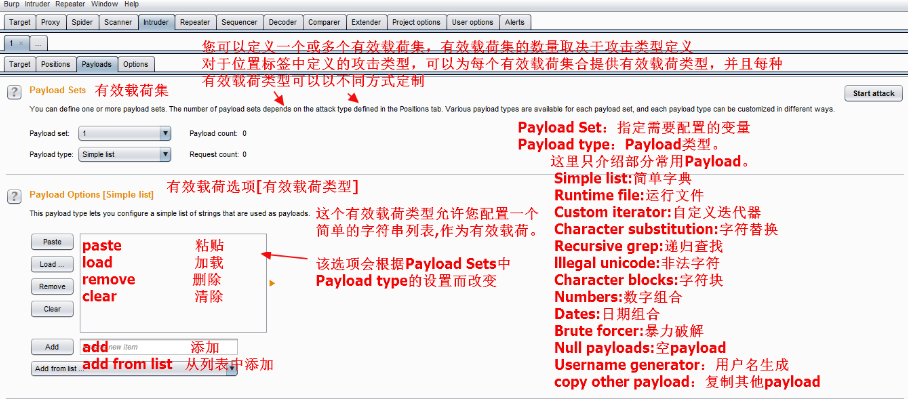 Burp Intruder Repeater Window Help
Target Proxy Spider Scanner Intruder Repeater Sequencer Decoder Comparer Extender Project options User options Alerts
1 × ...
您可以定义一个或多个有效载荷集，有效载荷集的数量取决于攻击类型定义
Target Positions Payloads Options
对于位置标签中定义的攻击类型，可以为每个有效载荷集合提供有效载荷类型，并且每种
有效载荷类型可以以不同方式定制
? Payload Sets 有效载荷集
Start attack
You can define one or more payload sets. The number of payload sets depends on the attack type defined in the Positions tab. Various payload types are available for each payload set, and each payload type can be customized in different ways.
Payload set: 1 Payload count: 0
Payload type: Simple list Request count: 0
Payload Set：指定需要配置的变量
Payload type：Payload类型。
这里只介绍部分常用Payload。
Simple list:简单字典
Runtime file:运行文件
Custom iterator:自定义迭代器
Character substitution:字符替换
Recursive grep:递归查找
lllegal unicode:非法字符
Character blocks:字符块
Numbers:数字组合
Dates:日期组合
Brute forcer:暴力破解
Null payloads:空payload
Username generator：用户名生成
copy other payload：复制其他payload
? Payload Options [Simple list] 有效载荷选项[有效载荷类型]
This payload type lets you configure a simple list of strings that are used as payloads.
这个有效载荷类型允许您配置一个
简单的字符串列表,作为有效载荷。
Paste paste 粘贴
Load ... load 加载
Remove remove 删除
Clear clear 清除
该选项会根据Payload Sets中
Payload type的设置而改变
Add add new item 添加
add from list 从列表中添加
Add from list ...